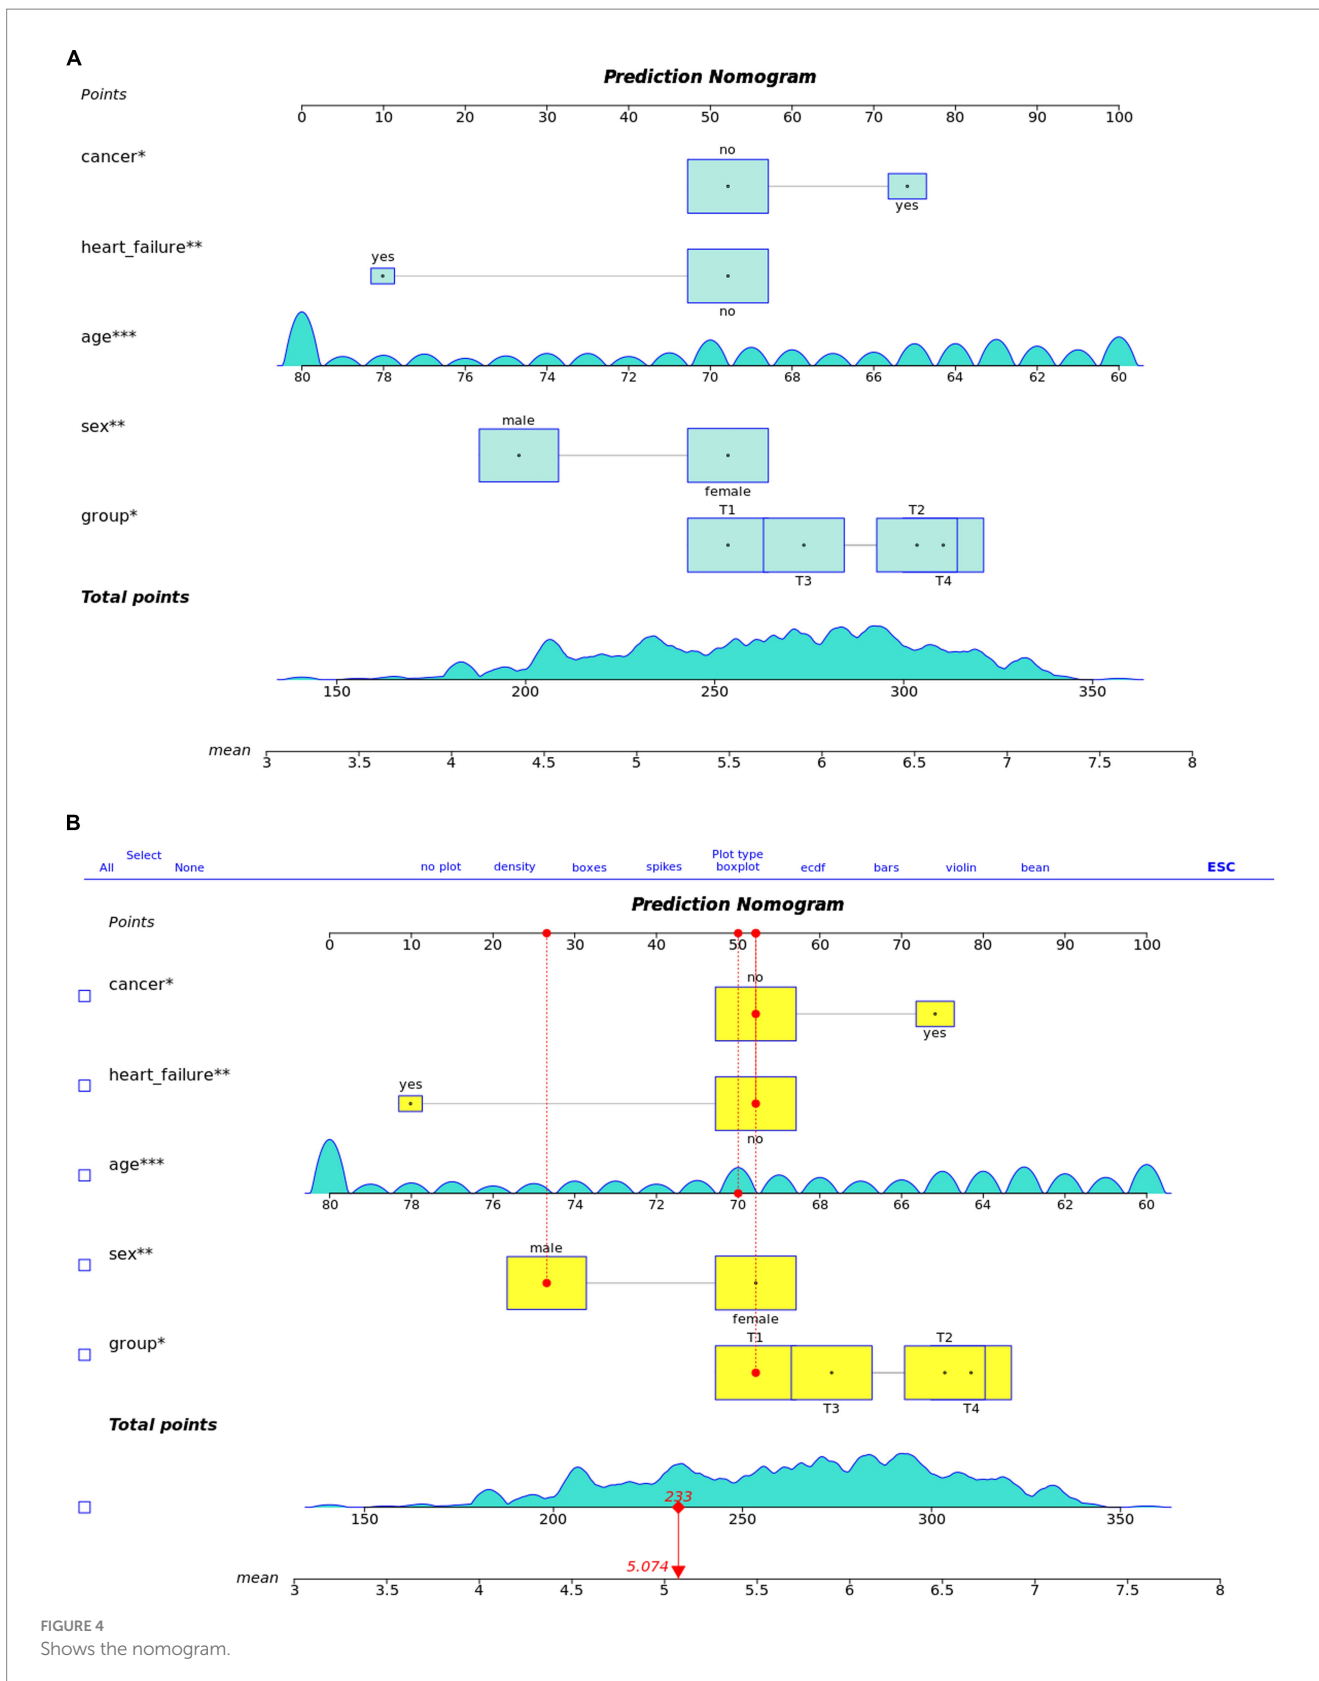 A
Prediction Nomogram
Points
0 10 20 30 40 50 60 70 80 90 100
cancer*
no
yes
heart_failure**
yes
no
age***
80 78 76 74 72 70 68 66 64 62 60
sex**
male
female
group*
T1 T2
T3 T4
Total points
150 200 250 300 350
mean
3 3.5 4 4.5 5 5.5 6 6.5 7 7.5 8
B
Select Plot type
All None no plot density boxes spikes boxplot ecdf bars violin bean ESC
Prediction Nomogram
Points
0 10 20 30 40 50 60 70 80 90 100
cancer*
no
yes
heart_failure**
yes
no
age***
80 78 76 74 72 70 68 66 64 62 60
sex**
male
female
group*
T1 T2
T3 T4
Total points
233
150 200 250 300 350
5.074
mean
3 3.5 4 4.5 5 5.5 6 6.5 7 7.5 8
FIGURE 4
Shows the nomogram.